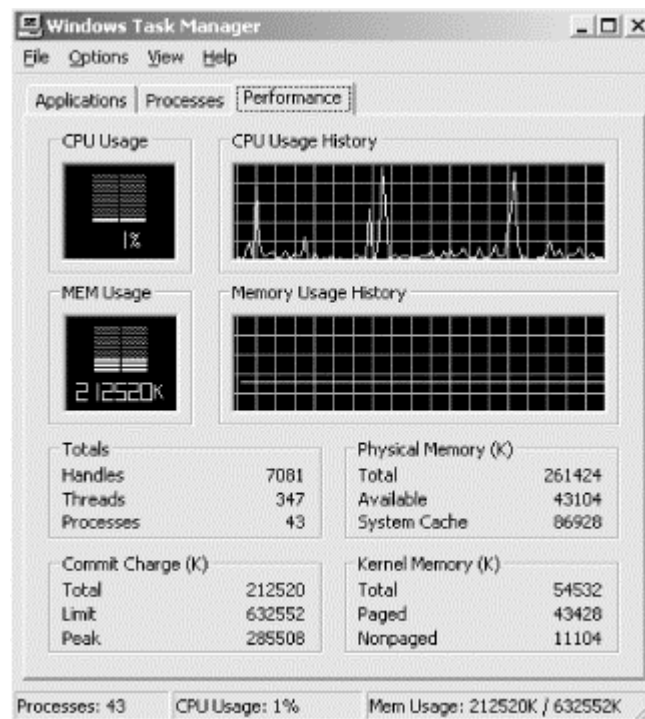 Windows Task Manager
File Options View Help
Applications Processes Performance
CPU Usage CPU Usage History
1%
MEM Usage Memory Usage History
212520K
Totals
Handles 7081
Threads 347
Processes 43
Physical Memory (K)
Total 261424
Available 43104
System Cache 86928
Commit Charge (K)
Total 212520
Limit 632552
Peak 285508
Kernel Memory (K)
Total 54532
Paged 43428
Nonpaged 11104
Processes: 43 CPU Usage: 1% Mem Usage: 212520K / 632552K